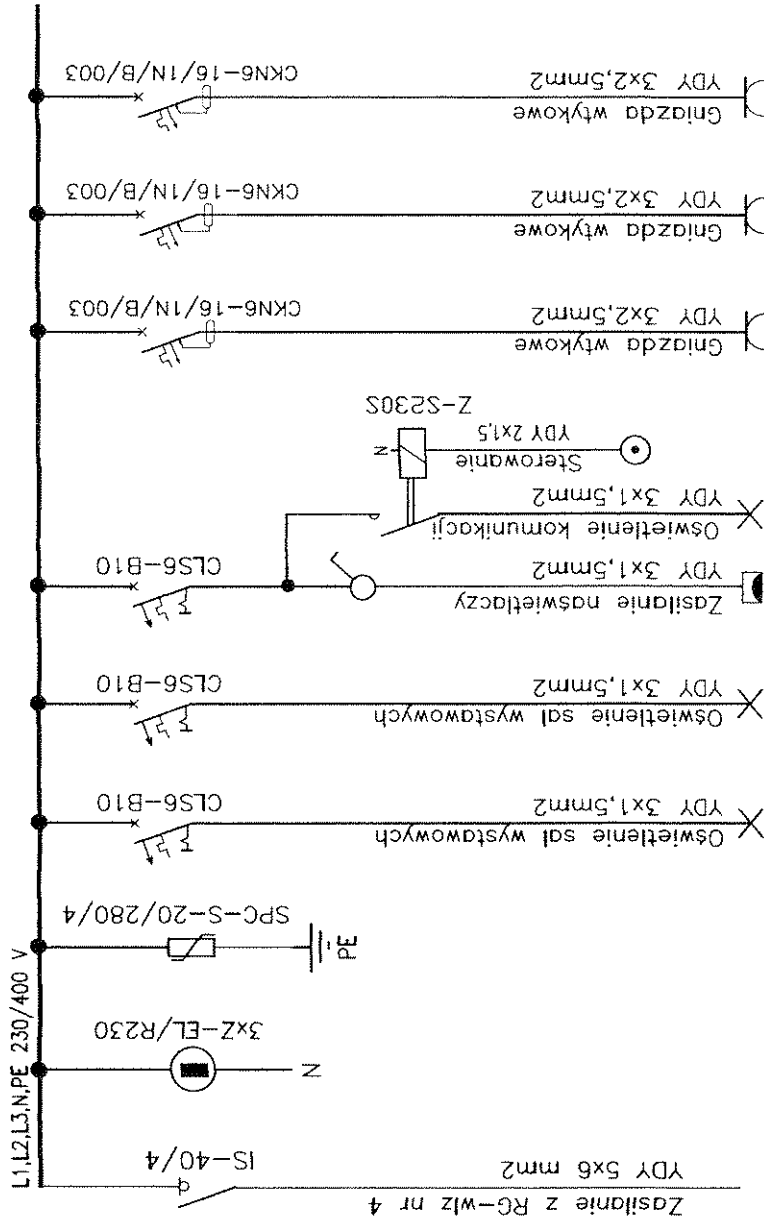 L1,L2,L3,N,PE 230/400 V
Zasilanie z RG-wlz nr 4
YDY 5x6 mm2
IS-40/4
N
3xZ-EL/R230
PE
SPC-S-20/280/4
Oświetlenie sal wystawowych
YDY 3x1,5mm2
CLS6-B10
Oświetlenie sal wystawowych
YDY 3x1,5mm2
CLS6-B10
Zasilanie naświetlaczy
YDY 3x1,5mm2
CLS6-B10
Oświetlenie komunikacji
YDY 3x1,5mm2
Sterowanie
YDY 2x1,5
N
Z-S230S
Gniazda wtykowe
YDY 3x2,5mm2
CKN6-16/1N/B/003
Gniazda wtykowe
YDY 3x2,5mm2
CKN6-16/1N/B/003
Gniazda wtykowe
YDY 3x2,5mm2
CKN6-16/1N/B/003